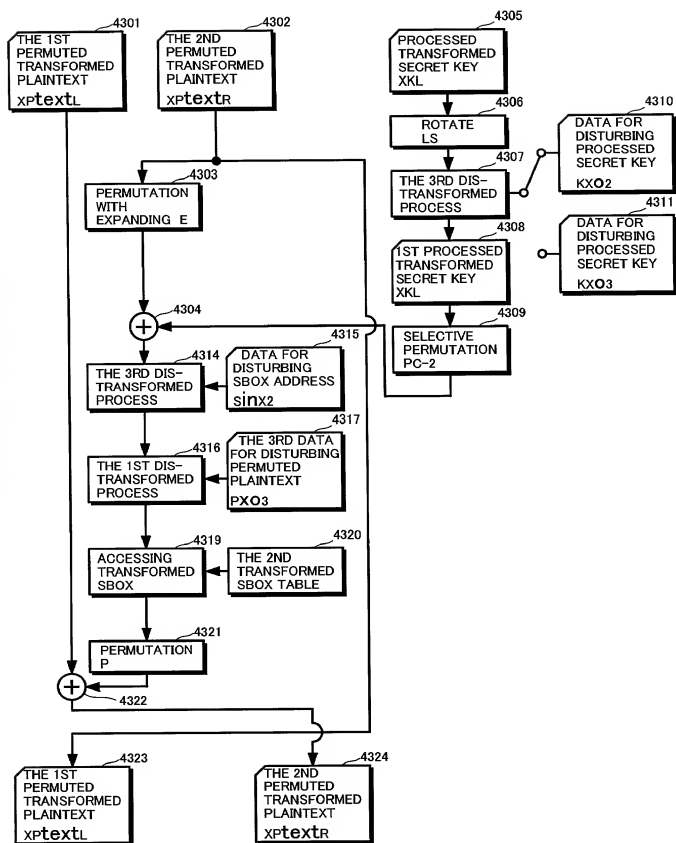 4301
THE 1ST
PERMUTED
TRANSFORMED
PLAINTEXT
XPtextL
4302
THE 2ND
PERMUTED
TRANSFORMED
PLAINTEXT
XPtextR
4305
PROCESSED
TRANSFORMED
SECRET KEY
XKL
4306
ROTATE
LS
4307
THE 3RD DIS-
TRANSFORMED
PROCESS
4310
DATA FOR
DISTURBING
PROCESSED
SECRET KEY
KXO2
4311
DATA FOR
DISTURBING
PROCESSED
SECRET KEY
KXO3
4303
PERMUTATION
WITH
EXPANDING E
4308
1ST PROCESSED
TRANSFORMED
SECRET KEY
XKL
4304
4309
SELECTIVE
PERMUTATION
PC-2
4314
THE 3RD DIS-
TRANSFORMED
PROCESS
4315
DATA FOR
DISTURBING
SBOX ADDRESS
sinx2
4316
THE 1ST DIS-
TRANSFORMED
PROCESS
4317
THE 3RD DATA
FOR DISTURBING
PERMUTED
PLAINTEXT
PXO3
4319
ACCESSING
TRANSFORMED
SBOX
4320
THE 2ND
TRANSFORMED
SBOX TABLE
4321
PERMUTATION
P
4322
4323
THE 1ST
PERMUTED
TRANSFORMED
PLAINTEXT
XPtextL
4324
THE 2ND
PERMUTED
TRANSFORMED
PLAINTEXT
XPtextR